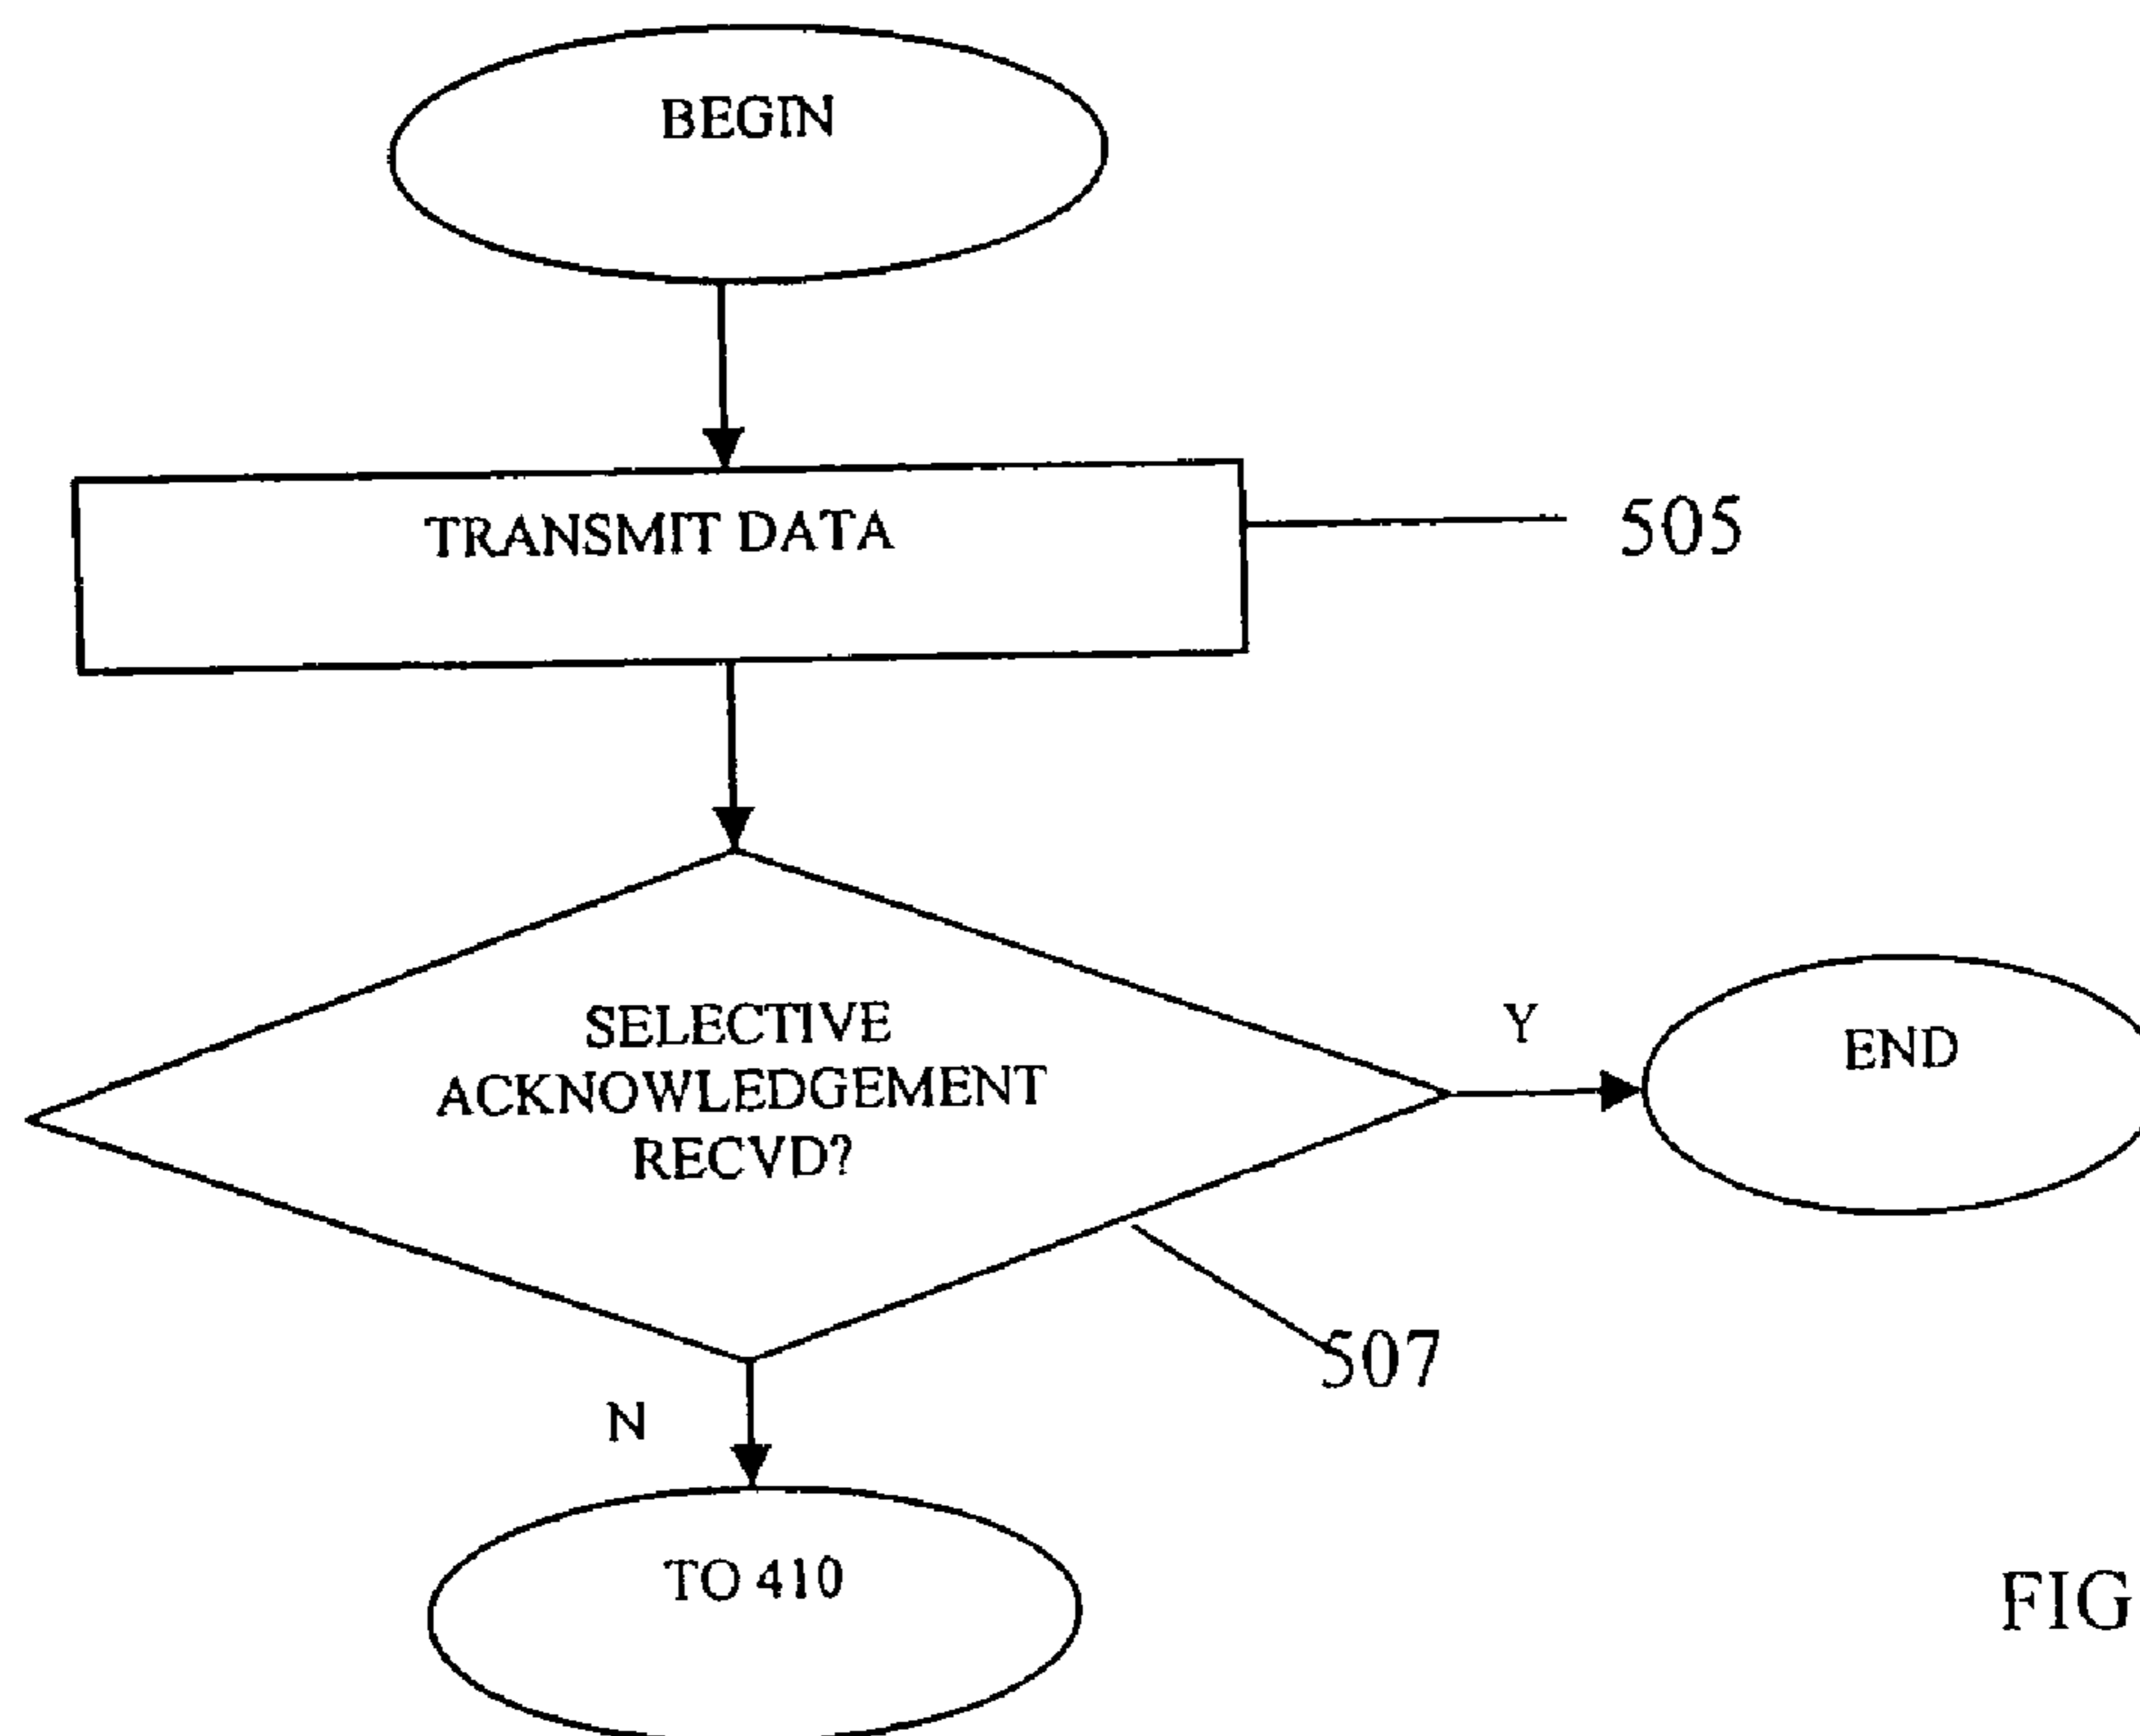 BEGIN
TRANSMIT DATA
505
SELECTIVE
ACKNOWLEDGEMENT
RECVD?
Y
END
507
N
TO 410
FIG